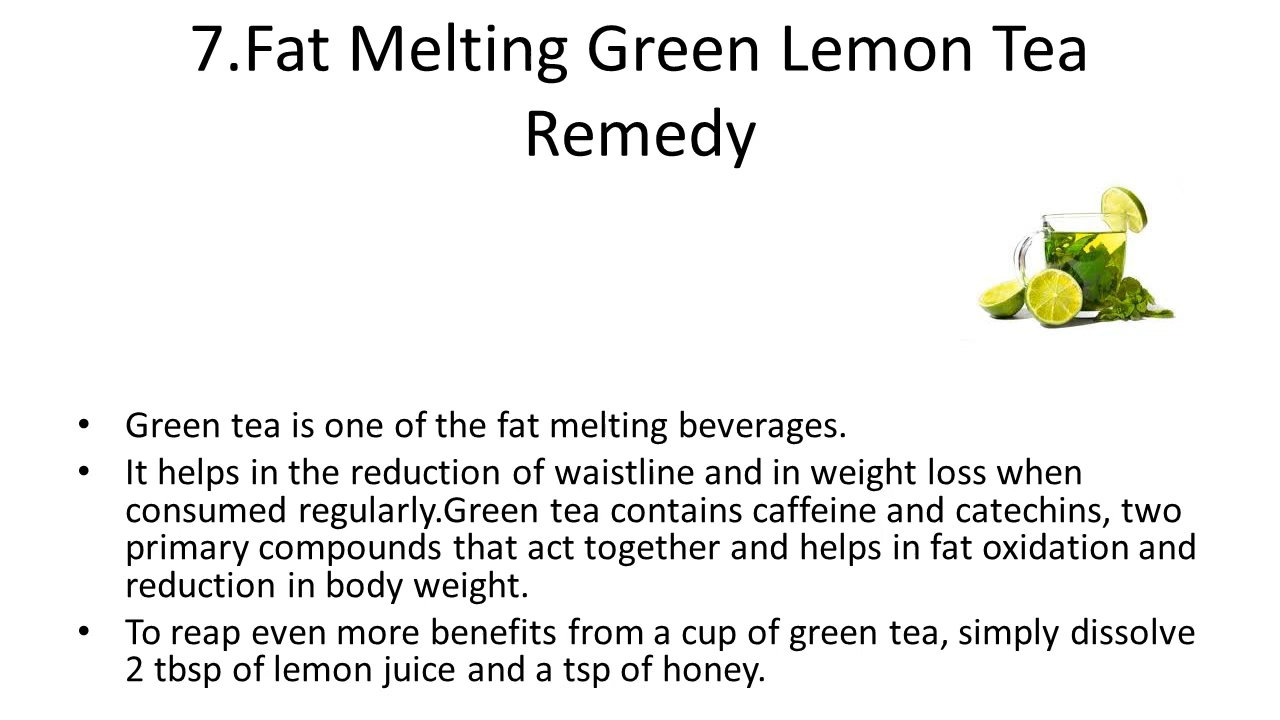 7.Fat Melting Green Lemon Tea
Remedy
• Green tea is one of the fat melting beverages.
• It helps in the reduction of waistline and in weight loss when
consumed regularly.Green tea contains caffeine and catechins, two
primary compounds that act together and helps in fat oxidation and
reduction in body weight.
• To reap even more benefits from a cup of green tea, simply dissolve
2 tbsp of lemon juice and a tsp of honey.